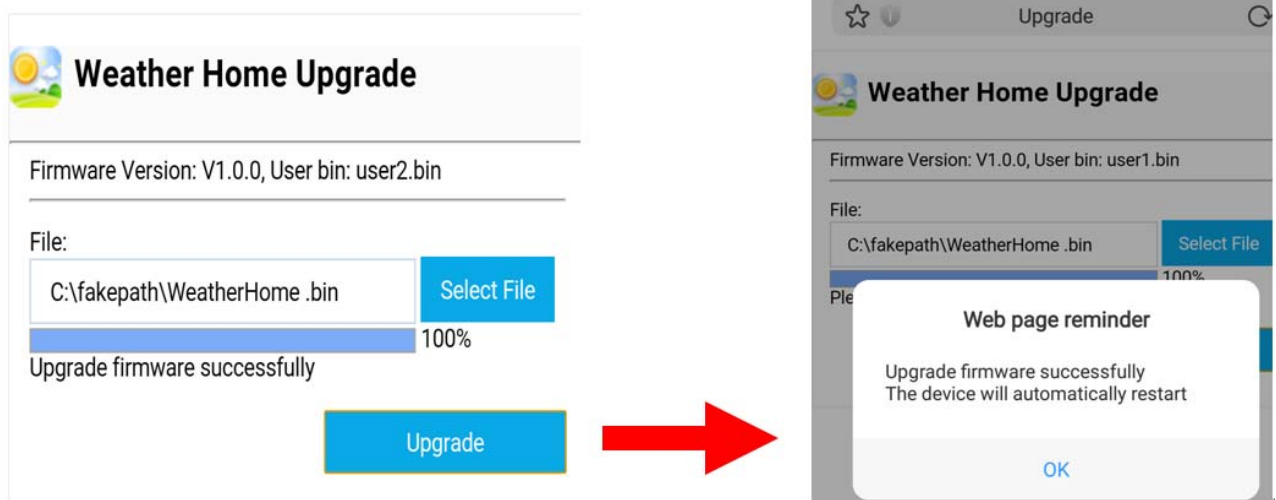 Weather Home Upgrade
Firmware Version: V1.0.0, User bin: user2.bin
File:
C:\fakepath\WeatherHome .bin
Select File
100%
Upgrade firmware successfully
Upgrade
Upgrade
Weather Home Upgrade
Firmware Version: V1.0.0, User bin: user1.bin
File:
C:\fakepath\WeatherHome .bin
Select File
100%
Ple
Web page reminder
Upgrade firmware successfully
The device will automatically restart
OK